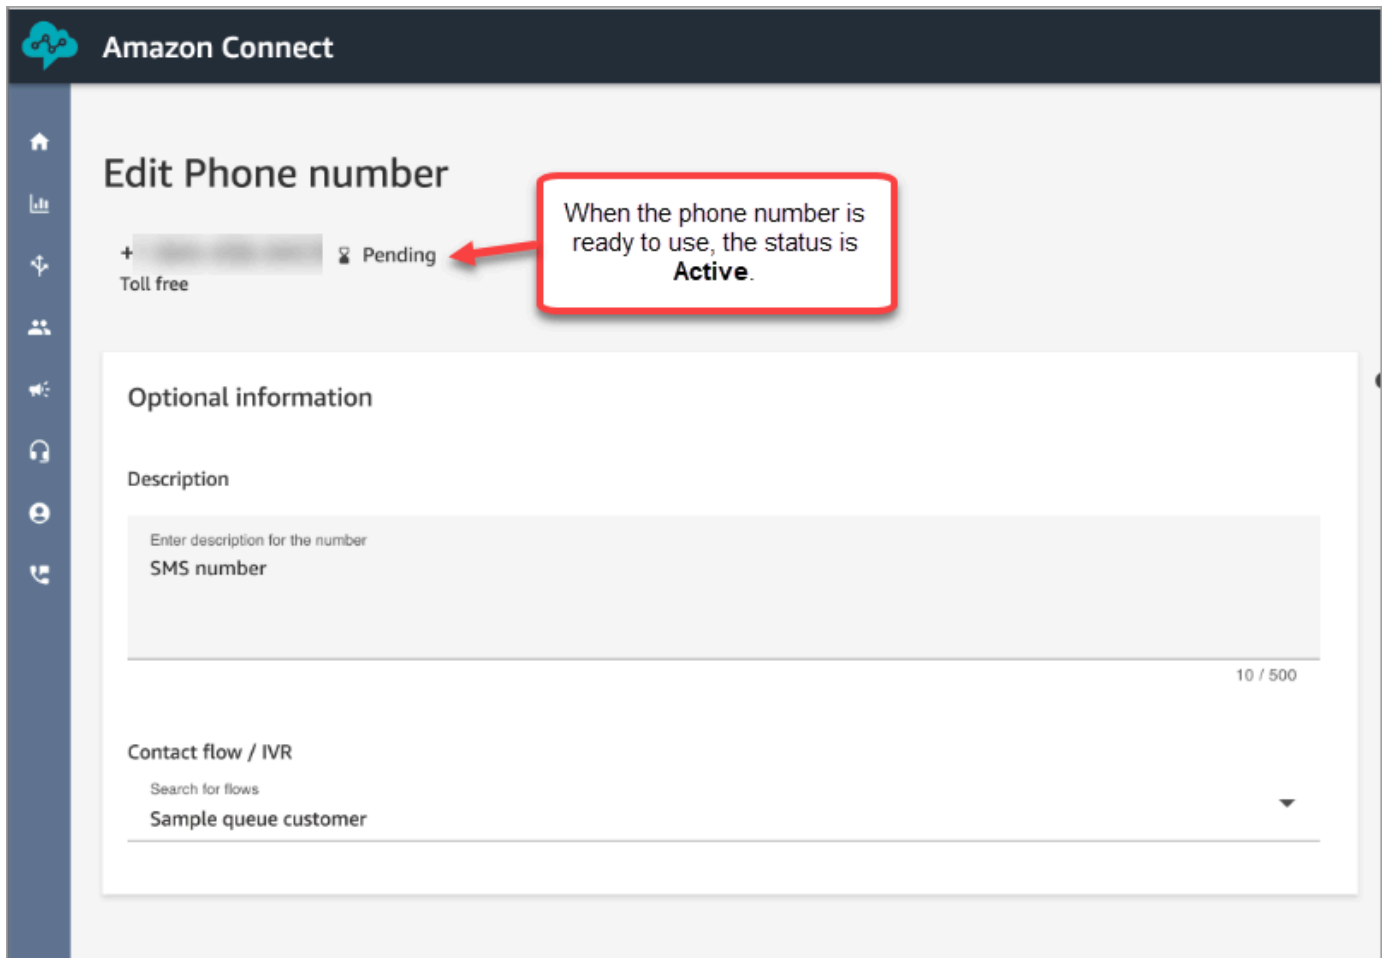 Amazon Connect
Edit Phone number
+
Pending
Toll free
When the phone number is
ready to use, the status is
Active.
Optional information
Description
Enter description for the number
SMS number
10 / 500
Contact flow / IVR
Search for flows
Sample queue customer